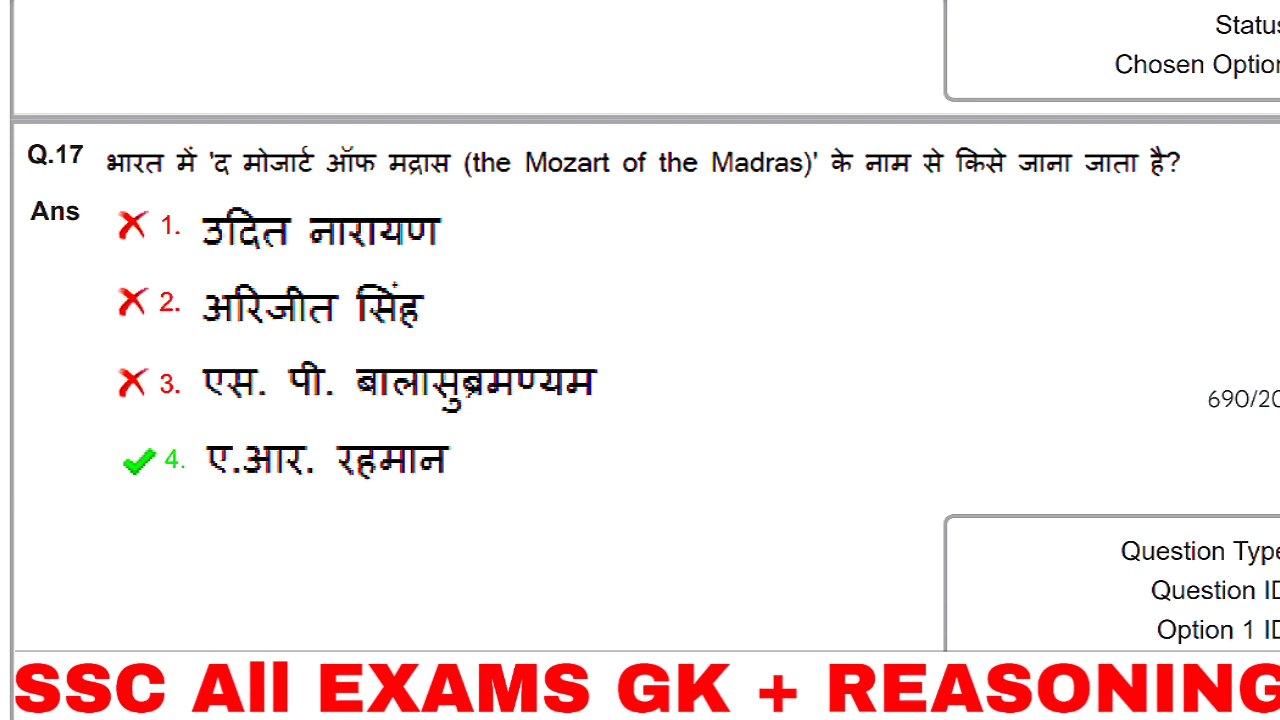 Status
Chosen Option
Q.17 भारत में 'द मोजार्ट ऑफ मद्रास (the Mozart of the Madras)' के नाम से किसे जाना जाता है?
Ans
1. उदित नारायण
2. अरिजीत सिंह
3. एस. पी. बालासुब्रमण्यम
4. ए.आर. रहमान
690/20
Question Type
Question ID
Option 1 ID
SSC All EXAMS GK + REASONING